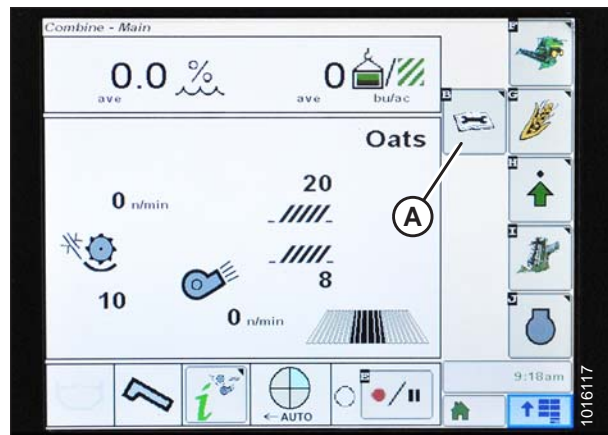 Combine - Main
0.0 %
ave
0
ave bu/ac
Oats
0 n/min
20
8
10
0 n/min
← AUTO
A
B
F
G
H
I
J
9:18am
1016117